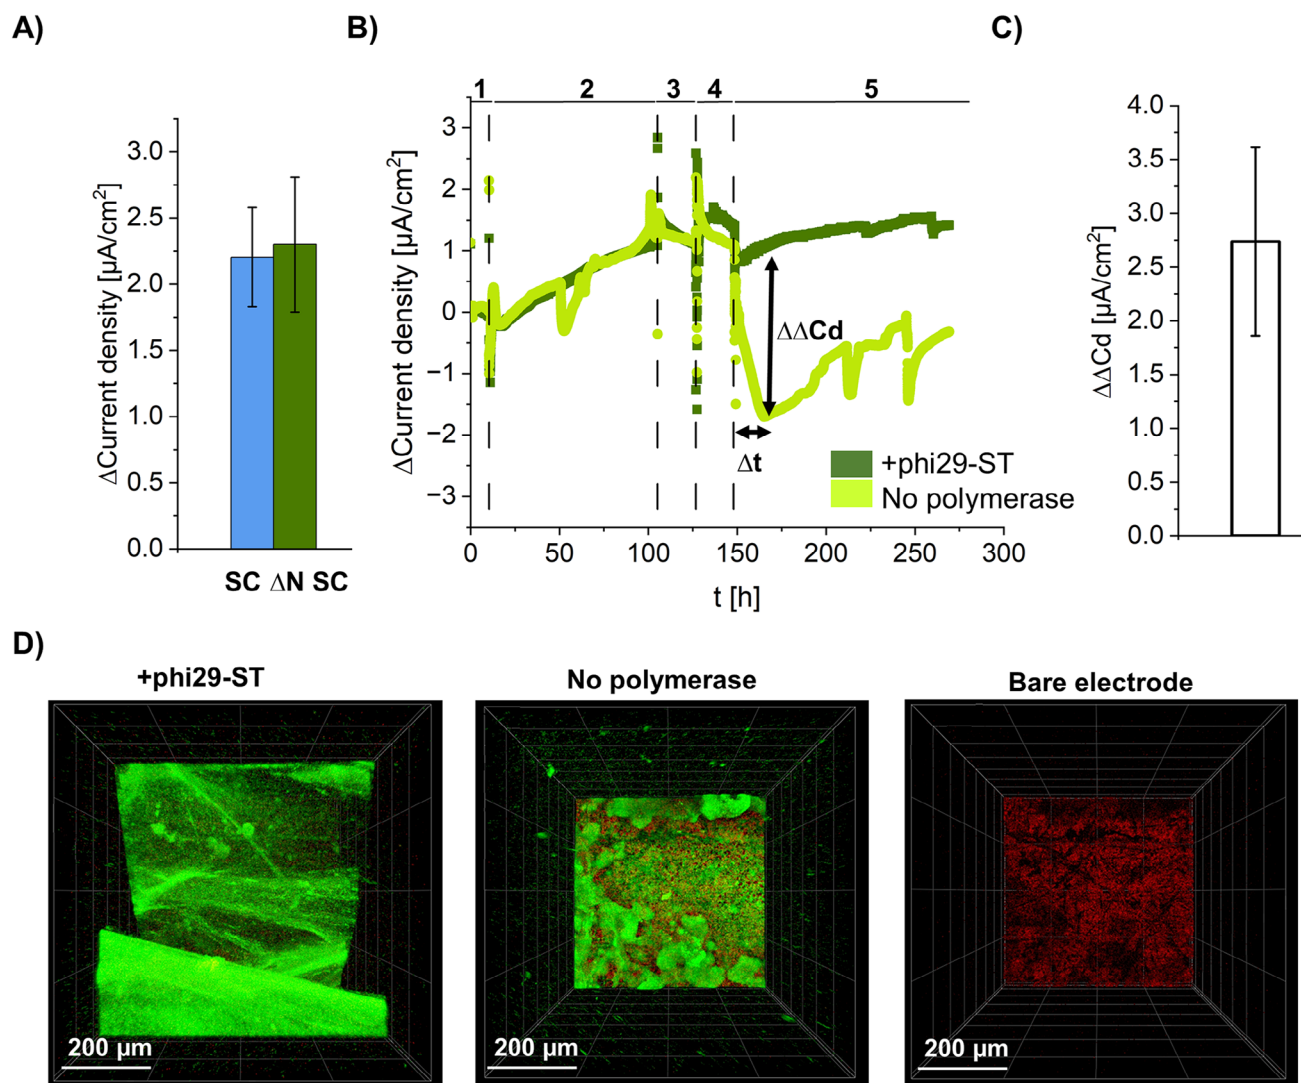 A)
B)
C)
ΔCurrent density [µA/cm²]
3.0
2.5
2.0
1.5
1.0
0.5
0.0
SC ΔN SC
1 2 3 4 5
ΔCurrent density [µA/cm²]
3
2
1
0
−1
−2
−3
ΔΔCd
Δt
+phi29-ST
No polymerase
0 50 100 150 200 250 300
t [h]
ΔΔCd [µA/cm²]
4.0
3.5
3.0
2.5
2.0
1.5
1.0
0.5
0.0
D)
+phi29-ST
No polymerase
Bare electrode
200 µm
200 µm
200 µm